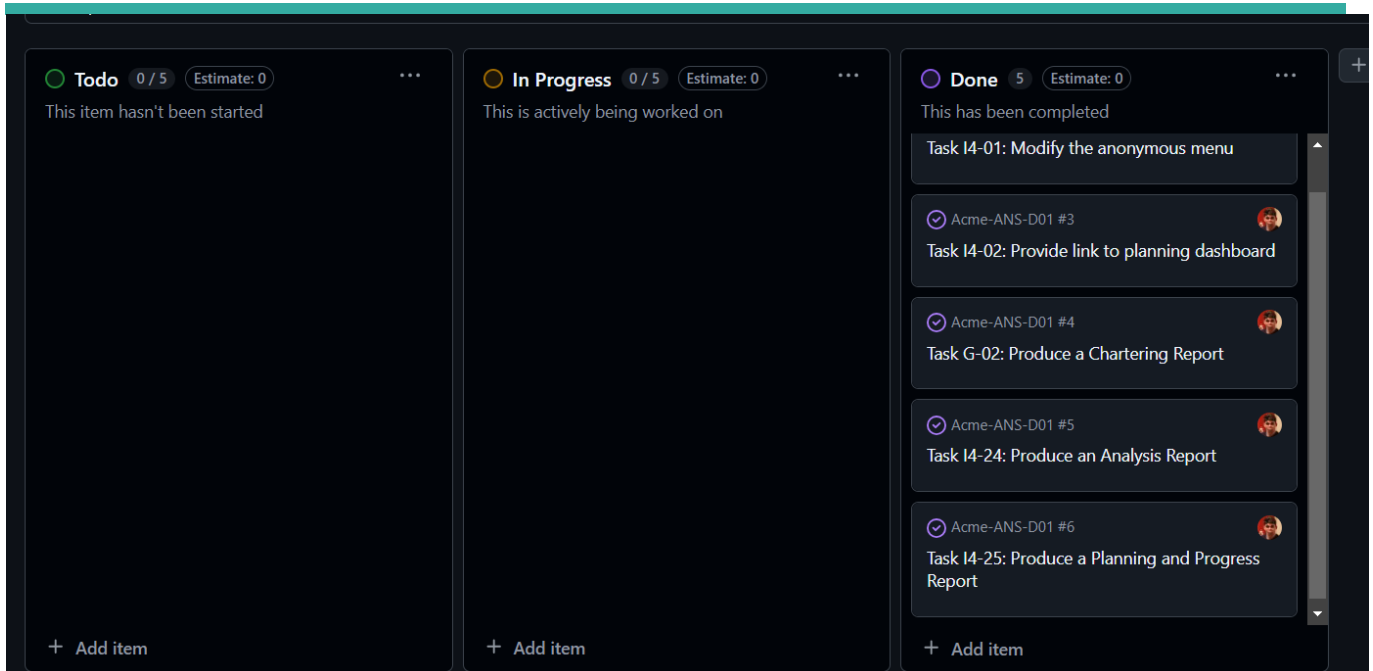 Todo 0 / 5 Estimate: 0 ···
This item hasn't been started
+ Add item
In Progress 0 / 5 Estimate: 0 ···
This is actively being worked on
+ Add item
Done 5 Estimate: 0 ···
This has been completed
Task I4-01: Modify the anonymous menu
Acme-ANS-D01 #3
Task I4-02: Provide link to planning dashboard
Acme-ANS-D01 #4
Task G-02: Produce a Chartering Report
Acme-ANS-D01 #5
Task I4-24: Produce an Analysis Report
Acme-ANS-D01 #6
Task I4-25: Produce a Planning and Progress
Report
+ Add item
+